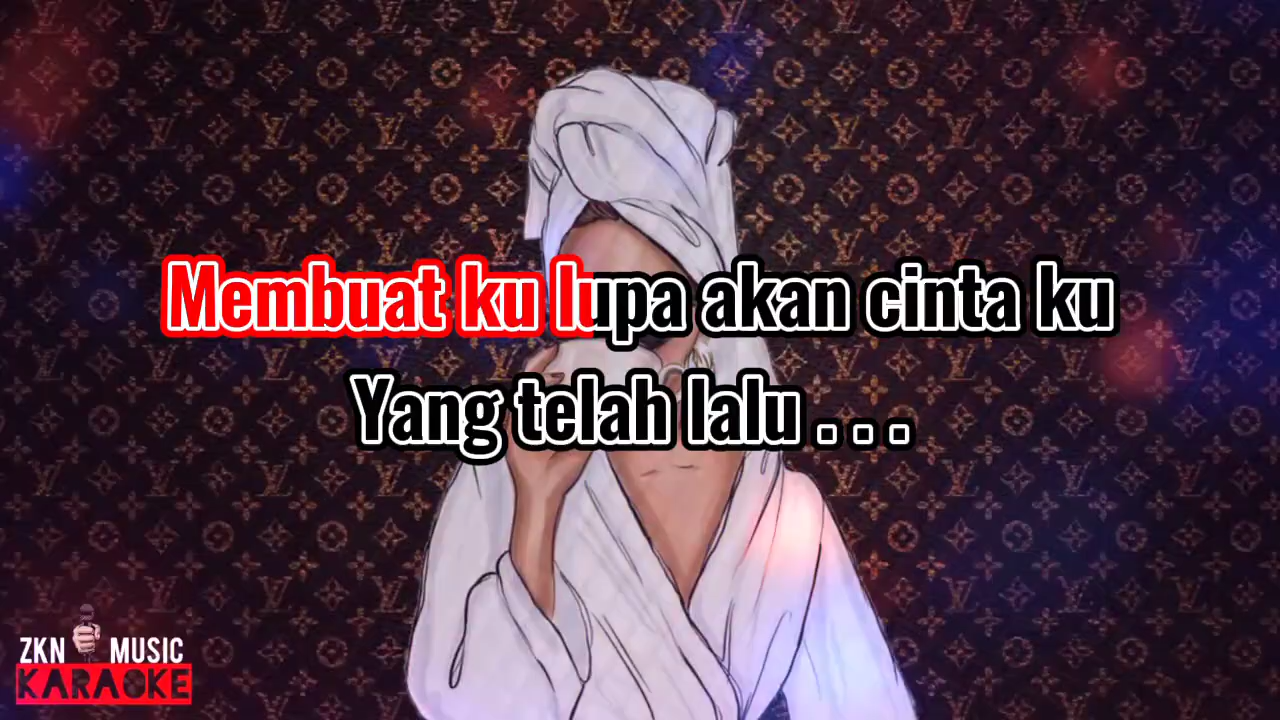 Membuat ku lupa akan cinta ku
Yang telah lalu . . .
ZKN MUSIC
KARAOKE